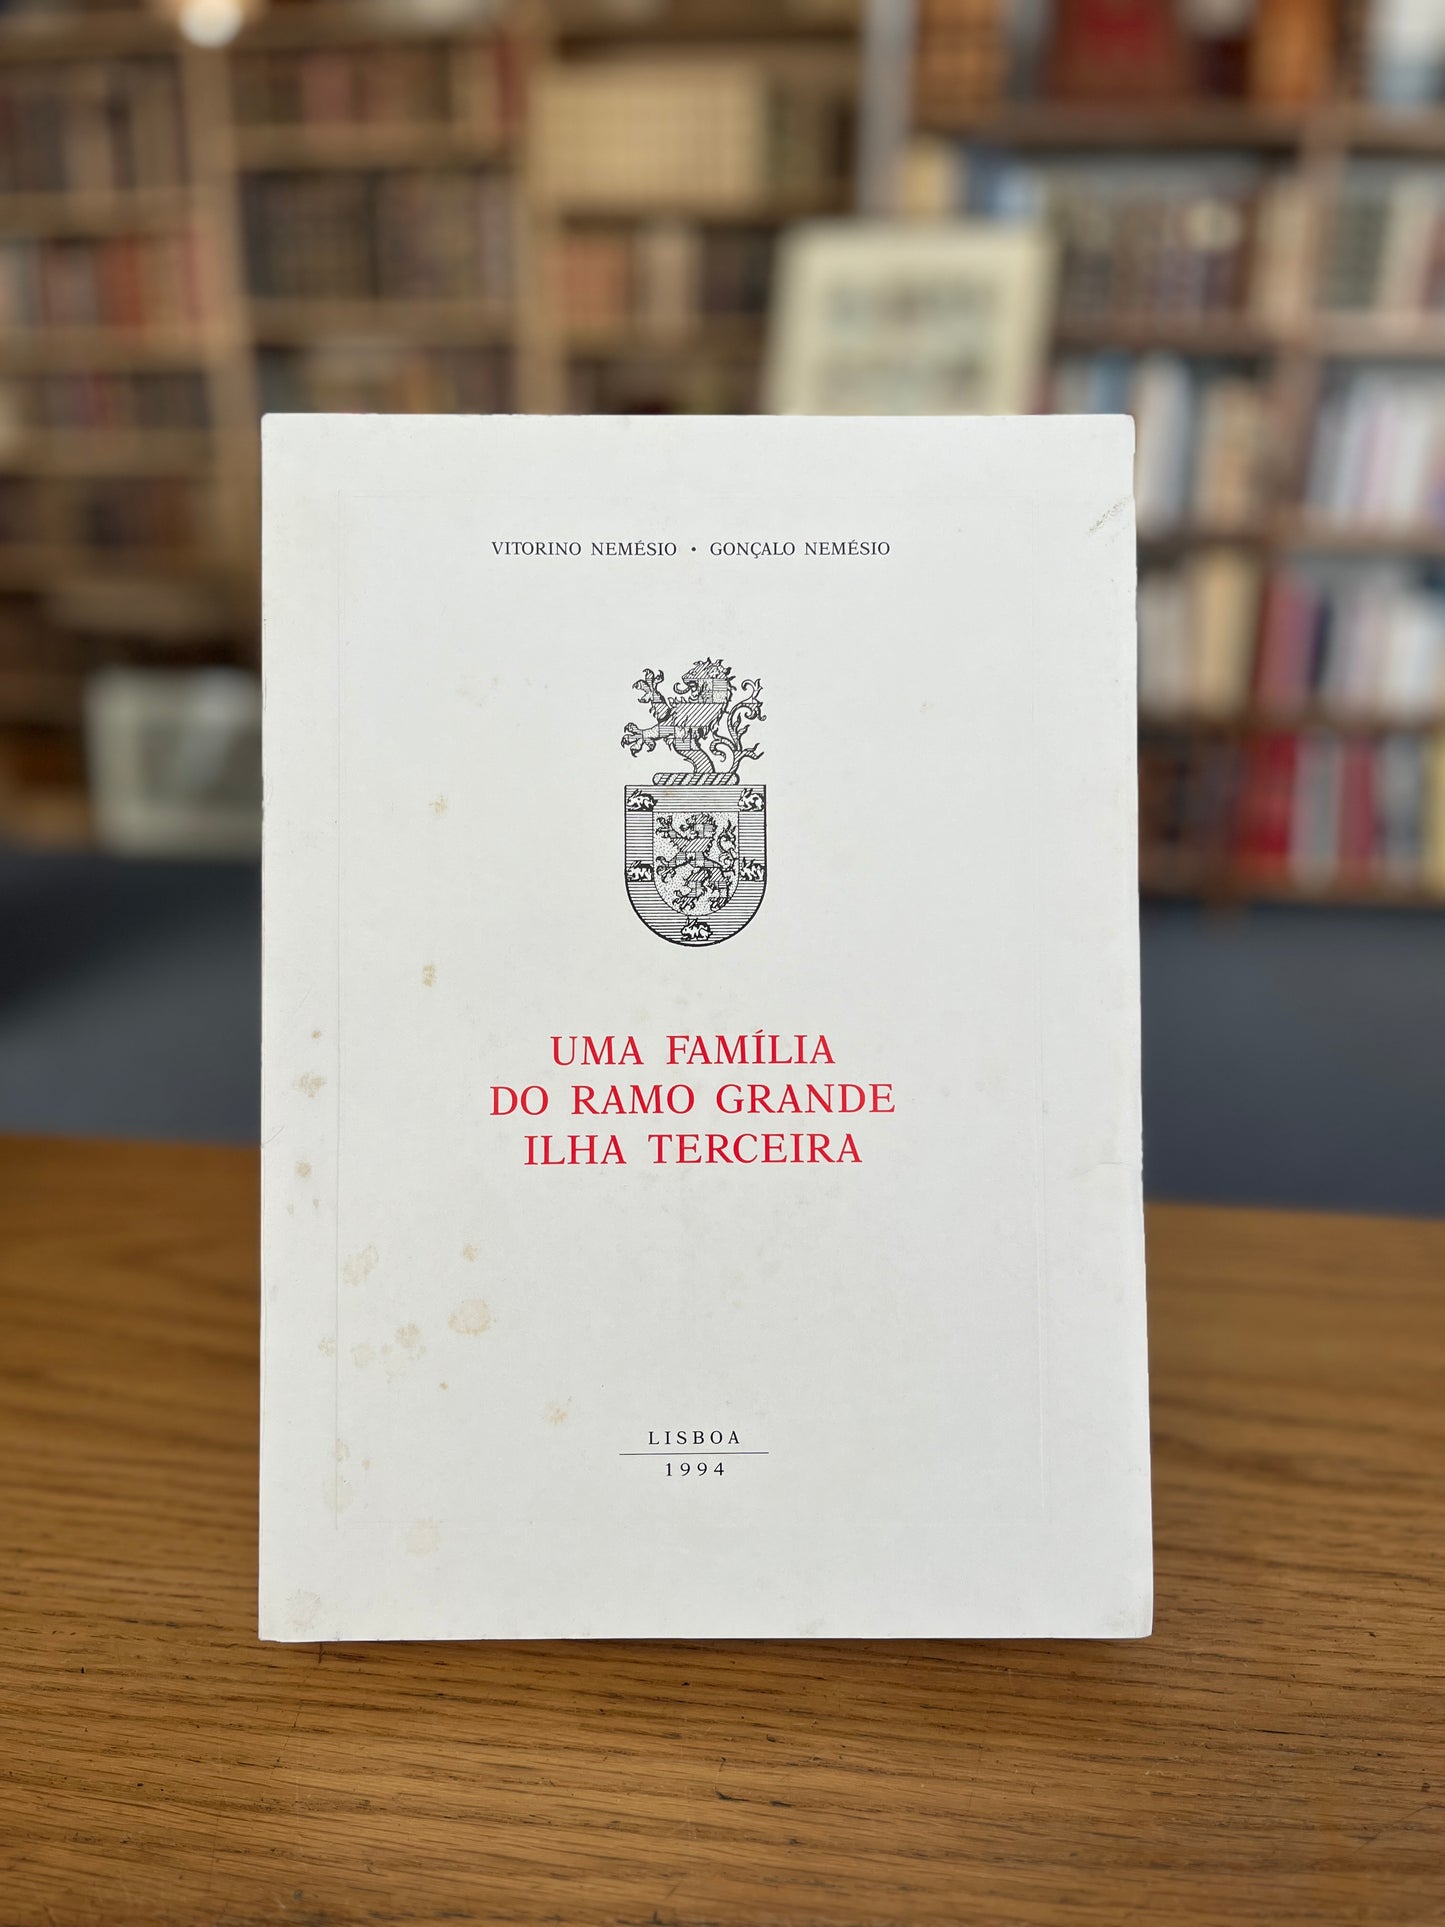 VITORINO NEMÉSIO • GONÇALO NEMÉSIO
UMA FAMÍLIA
DO RAMO GRANDE
ILHA TERCEIRA
LISBOA
1994